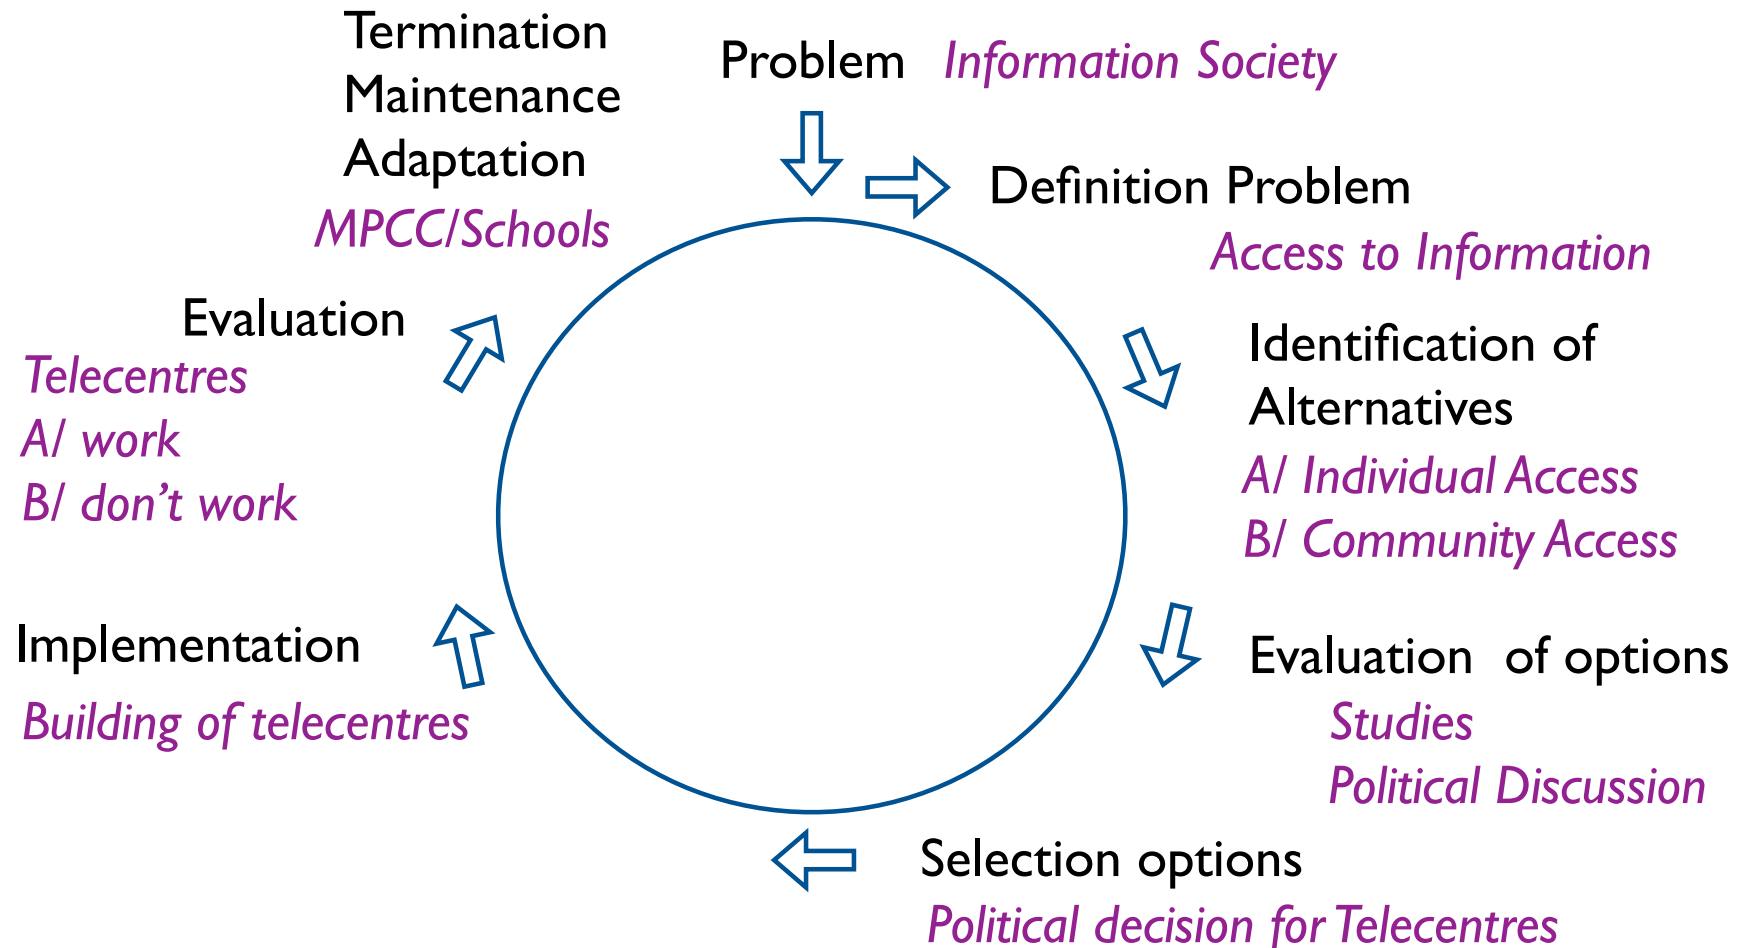 Problem Information Society
Definition Problem
Access to Information
Identification of
Alternatives
A/ Individual Access
B/ Community Access
Evaluation of options
Studies
Political Discussion
Selection options
Political decision for Telecentres
Implementation
Building of telecentres
Evaluation
Telecentres
A/ work
B/ don't work
Termination
Maintenance
Adaptation
MPCC/Schools